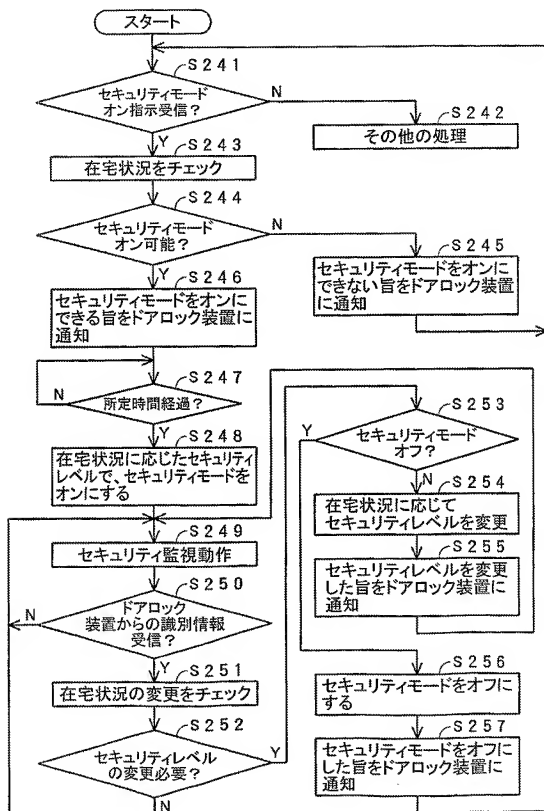 スタート
S241
セキュリティモード
オン指示受信?
N
S242
その他の処理
Y
S243
在宅状況をチェック
S244
セキュリティモード
オン可能?
N
S245
セキュリティモードをオンに
できない旨をドアロック装置
に通知
Y
S246
セキュリティモードをオンに
できる旨をドアロック装置に
通知
S247
所定時間経過?
N
Y
S248
在宅状況に応じたセキュリティ
レベルで、セキュリティモードを
オンにする
S249
セキュリティ監視動作
S250
ドアロック
装置からの識別情報
受信?
N
Y
S251
在宅状況の変更をチェック
S252
セキュリティレベル
の変更必要?
Y
N
S253
セキュリティモード
オフ?
Y
N
S254
在宅状況に応じて
セキュリティレベルを変更
S255
セキュリティレベルを変更
した旨をドアロック装置に
通知
S256
セキュリティモードをオフに
する
S257
セキュリティモードをオフに
した旨をドアロック装置に
通知